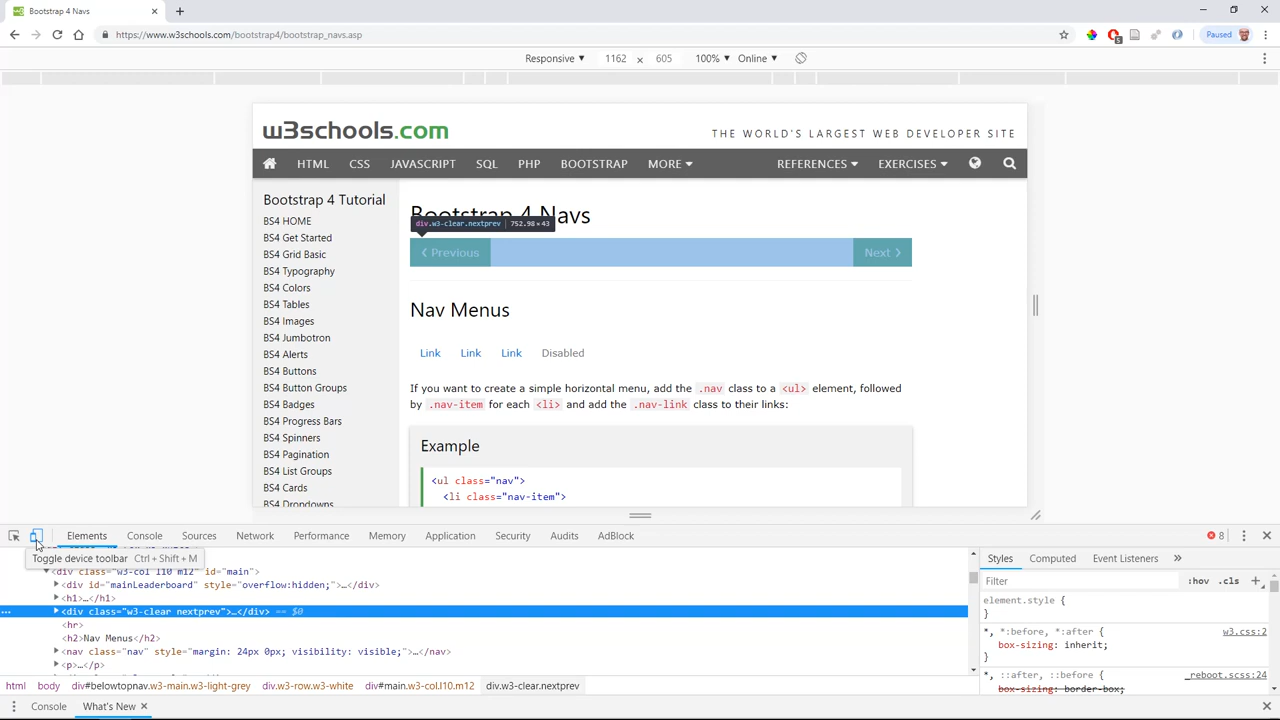 Bootstrap 4 Navs
https://www.w3schools.com/bootstrap4/bootstrap_navs.asp
5
Paused
Responsive 1162 × 605 100% Online
w3schools.com
THE WORLD'S LARGEST WEB DEVELOPER SITE
HTML CSS JAVASCRIPT SQL PHP BOOTSTRAP MORE REFERENCES EXERCISES
Bootstrap 4 Tutorial
BS4 HOME
BS4 Get Started
BS4 Grid Basic
BS4 Typography
BS4 Colors
BS4 Tables
BS4 Images
BS4 Jumbotron
BS4 Alerts
BS4 Buttons
BS4 Button Groups
BS4 Badges
BS4 Progress Bars
BS4 Spinners
BS4 Pagination
BS4 List Groups
BS4 Cards
BS4 Dropdowns
Bootstrap 4 Navs
div.w3-clear.nextprev 752.98×43
❮ Previous Next ❯
Nav Menus
Link Link Link Disabled
If you want to create a simple horizontal menu, add the .nav class to a <ul> element, followed
by .nav-item for each <li> and add the .nav-link class to their links:
Example
<ul class="nav">
<li class="nav-item">
Elements Console Sources Network Performance Memory Application Security Audits AdBlock 8
Toggle device toolbar Ctrl + Shift + M
<div class="w3-col l10 m12" id="main">
<div id="mainLeaderboard" style="overflow:hidden;">…</div>
<h1>…</h1>
<div class="w3-clear nextprev">…</div> == $0
<hr>
<h2>Nav Menus</h2>
<nav class="nav" style="margin: 24px 0px; visibility: visible;">…</nav>
<p>…</p>
html body div#belowtopnav.w3-main.w3-light-grey div.w3-row.w3-white div#main.w3-col.l10.m12 div.w3-clear.nextprev
Styles Computed Event Listeners »
Filter :hov .cls +
element.style {
}
*, *:before, *:after { w3.css:2
box-sizing: inherit;
}
*, ::after, ::before { _reboot.scss:24
box-sizing: border-box;
Console What's New